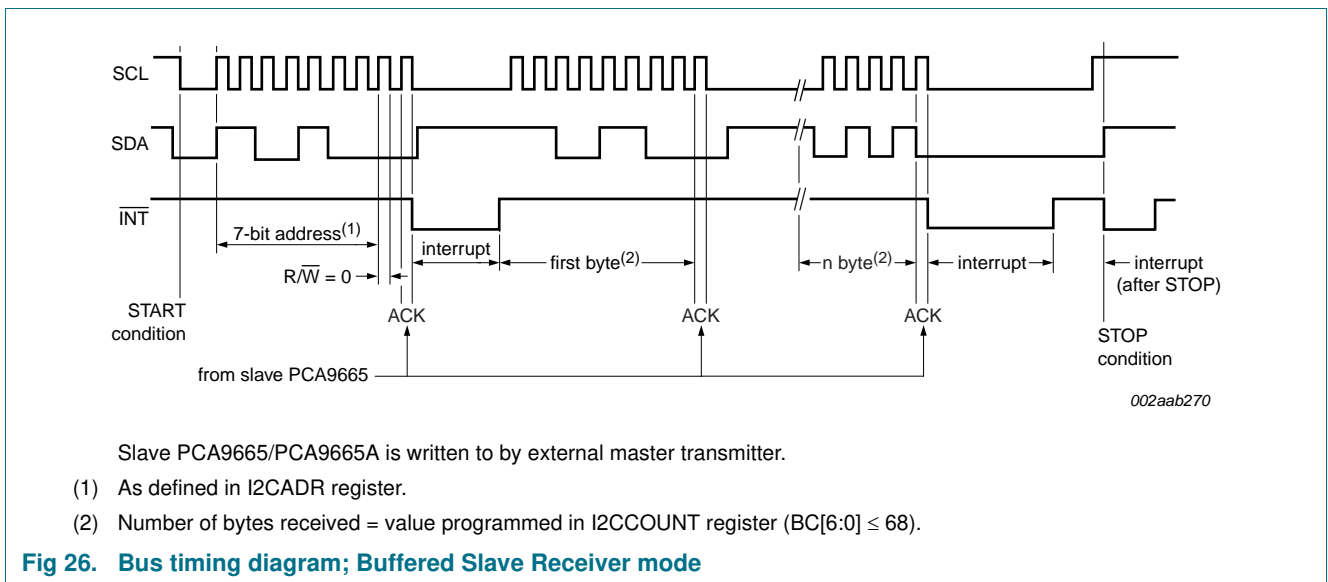 SCL
SDA
INT
7-bit address(1)
R/W = 0
interrupt
first byte(2)
n byte(2)
interrupt
interrupt
(after STOP)
START
condition
ACK
ACK
ACK
STOP
condition
from slave PCA9665
002aab270
Slave PCA9665/PCA9665A is written to by external master transmitter.
(1) As defined in I2CADR register.
(2) Number of bytes received = value programmed in I2CCOUNT register (BC[6:0] ≤ 68).
Fig 26. Bus timing diagram; Buffered Slave Receiver mode